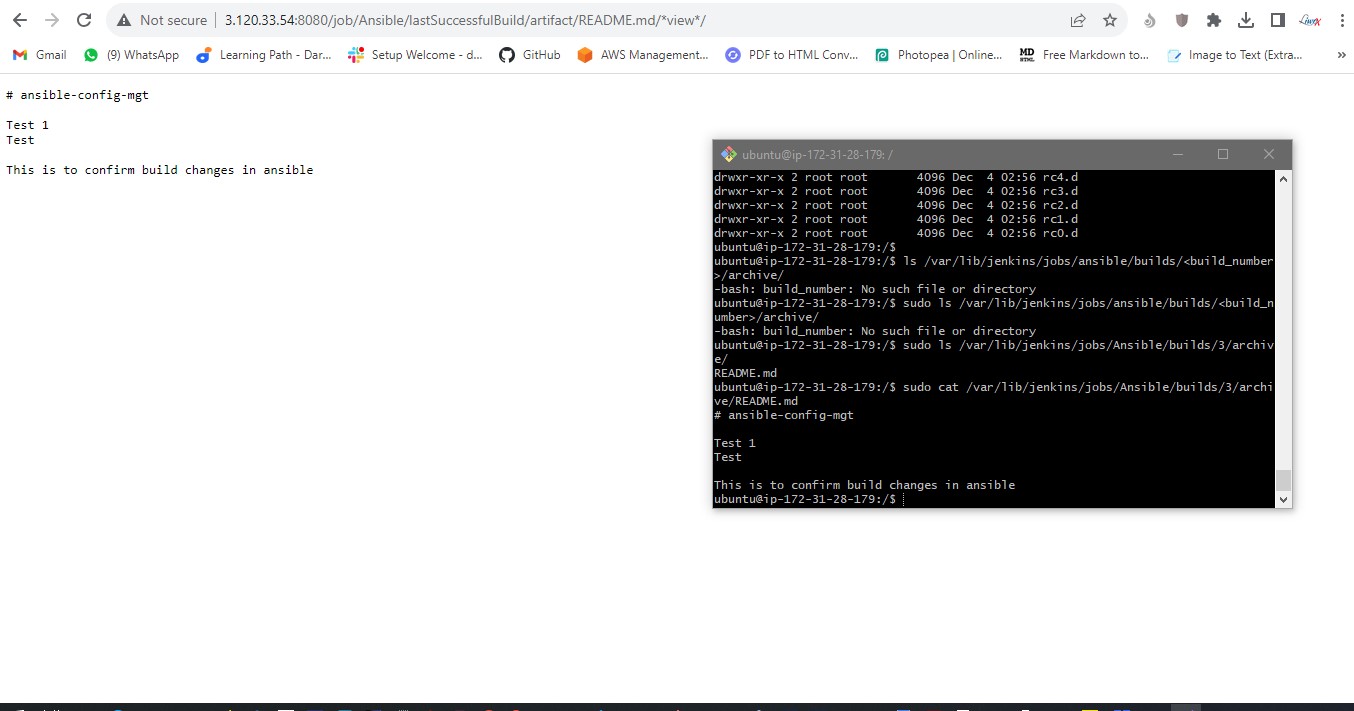 Not secure | 3.120.33.54:8080/job/Ansible/lastSuccessfulBuild/artifact/README.md/*view*/
Gmail (9) WhatsApp Learning Path - Dar... Setup Welcome - d... GitHub AWS Management... PDF to HTML Conv... Photopea | Online... MD HTML Free Markdown to... Image to Text (Extra... »
# ansible-config-mgt
Test 1
Test
This is to confirm build changes in ansible
ubuntu@ip-172-31-28-179: /
drwxr-xr-x 2 root root 4096 Dec 4 02:56 rc4.d
drwxr-xr-x 2 root root 4096 Dec 4 02:56 rc3.d
drwxr-xr-x 2 root root 4096 Dec 4 02:56 rc2.d
drwxr-xr-x 2 root root 4096 Dec 4 02:56 rc1.d
drwxr-xr-x 2 root root 4096 Dec 4 02:56 rc0.d
ubuntu@ip-172-31-28-179:/$
ubuntu@ip-172-31-28-179:/$ ls /var/lib/jenkins/jobs/ansible/builds/<build_number
>/archive/
-bash: build_number: No such file or directory
ubuntu@ip-172-31-28-179:/$ sudo ls /var/lib/jenkins/jobs/ansible/builds/<build_n
umber>/archive/
-bash: build_number: No such file or directory
ubuntu@ip-172-31-28-179:/$ sudo ls /var/lib/jenkins/jobs/Ansible/builds/3/archiv
e/
README.md
ubuntu@ip-172-31-28-179:/$ sudo cat /var/lib/jenkins/jobs/Ansible/builds/3/archi
ve/README.md
# ansible-config-mgt
Test 1
Test
This is to confirm build changes in ansible
ubuntu@ip-172-31-28-179:/$